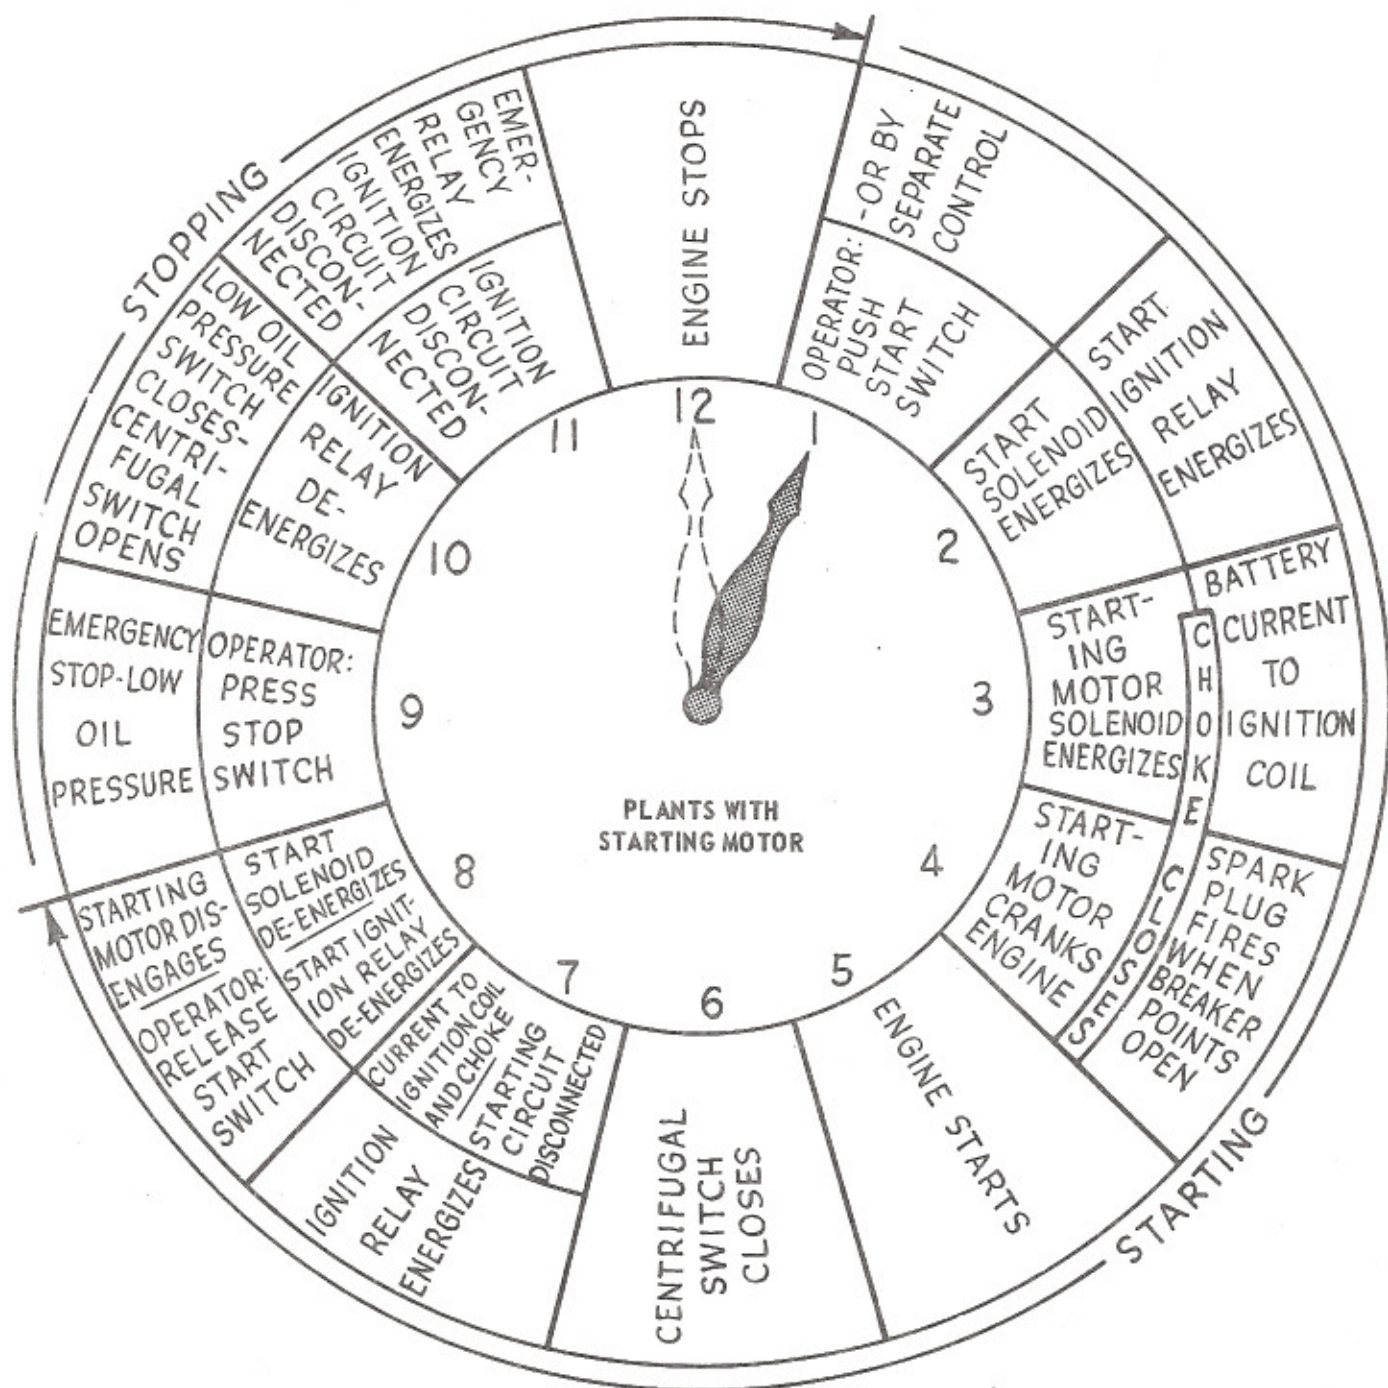 STOPPING
STARTING
12
1
2
3
4
5
6
7
8
9
10
11
PLANTS WITH
STARTING MOTOR
ENGINE STOPS
-OR BY
SEPARATE
CONTROL
OPERATOR:
PUSH
START
SWITCH
START
IGNITION
RELAY
ENERGIZES
START
SOLENOID
ENERGIZES
BATTERY
CURRENT
TO
IGNITION
COIL
START-
ING
MOTOR
SOLENOID
ENERGIZES
CHOKE CLOSES
SPARK
PLUG
FIRES
WHEN
BREAKER
POINTS
OPEN
START-
ING
MOTOR
CRANKS
ENGINE
ENGINE STARTS
CENTRIFUGAL
SWITCH
CLOSES
CURRENT TO
IGNITION COIL
AND CHOKE
STARTING
CIRCUIT
DISCONNECTED
IGNITION
RELAY
ENERGIZES
START
SOLENOID
DE-ENERGIZES
START IGNIT-
ION RELAY
DE-ENERGIZES
STARTING
MOTOR DIS-
ENGAGES
OPERATOR:
RELEASE
START
SWITCH
EMERGENCY
STOP-LOW
OIL
PRESSURE
OPERATOR:
PRESS
STOP
SWITCH
LOW OIL
PRESSURE
SWITCH
CLOSES-
CENTRI-
FUGAL
SWITCH
OPENS
IGNITION
RELAY
DE-
ENERGIZES
EMER-
GENCY
RELAY
ENERGIZES
IGNITION
CIRCUIT
DISCON-
NECTED
IGNITION
CIRCUIT
DISCON-
NECTED